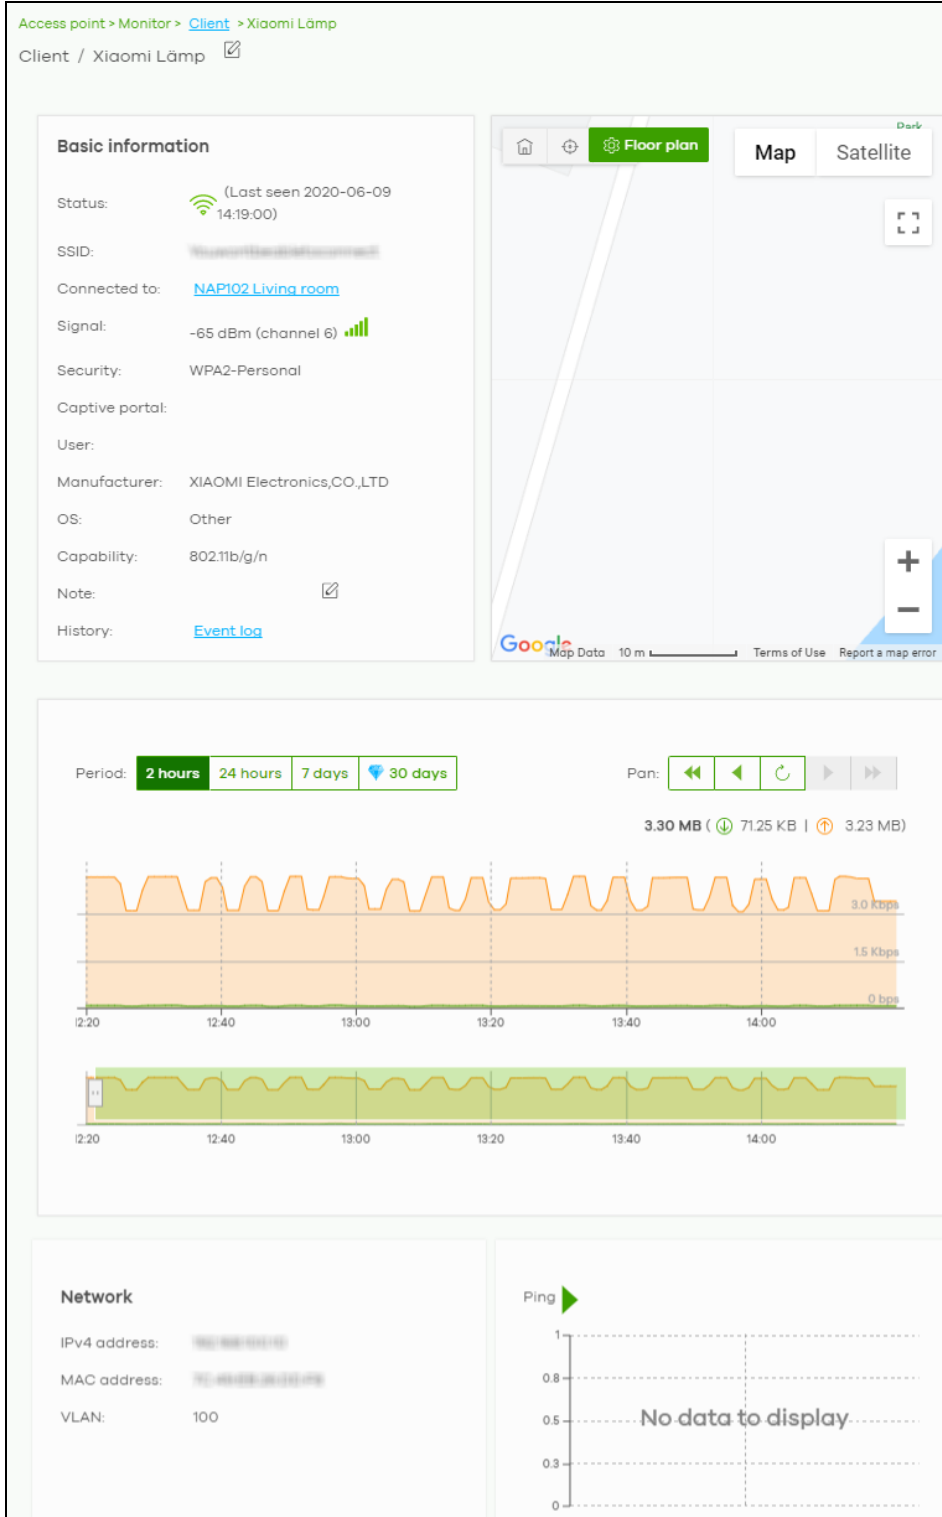 Access point > Monitor > Client > Xiaomi Lämp
Client / Xiaomi Lämp
Basic information
Status: (Last seen 2020-06-09 14:19:00)
SSID:
Connected to: NAP102 Living room
Signal: -65 dBm (channel 6)
Security: WPA2-Personal
Captive portal:
User:
Manufacturer: XIAOMI Electronics,CO.,LTD
OS: Other
Capability: 802.11b/g/n
Note:
History: Event log
Park
Floor plan
Map Satellite
Google
Map Data 10 m Terms of Use Report a map error
Period: 2 hours 24 hours 7 days 30 days Pan:
3.30 MB ( 71.25 KB | 3.23 MB)
3.0 Kbps
1.5 Kbps
0 bps
12:20 12:40 13:00 13:20 13:40 14:00
12:20 12:40 13:00 13:20 13:40 14:00
Network
IPv4 address:
MAC address:
VLAN: 100
Ping
1
0.8
0.5
No data to display
0.3
0